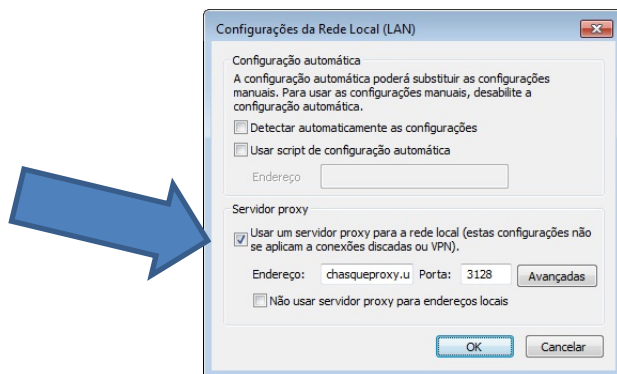 Configurações da Rede Local (LAN)
Configuração automática
A configuração automática poderá substituir as configurações
manuais. Para usar as configurações manuais, desabilite a
configuração automática.
Detectar automaticamente as configurações
Usar script de configuração automática
Endereço
Servidor proxy
Usar um servidor proxy para a rede local (estas configurações não
se aplicam a conexões discadas ou VPN).
Endereço: chasqueproxy.u Porta: 3128 Avançadas
Não usar servidor proxy para endereços locais
OK Cancelar